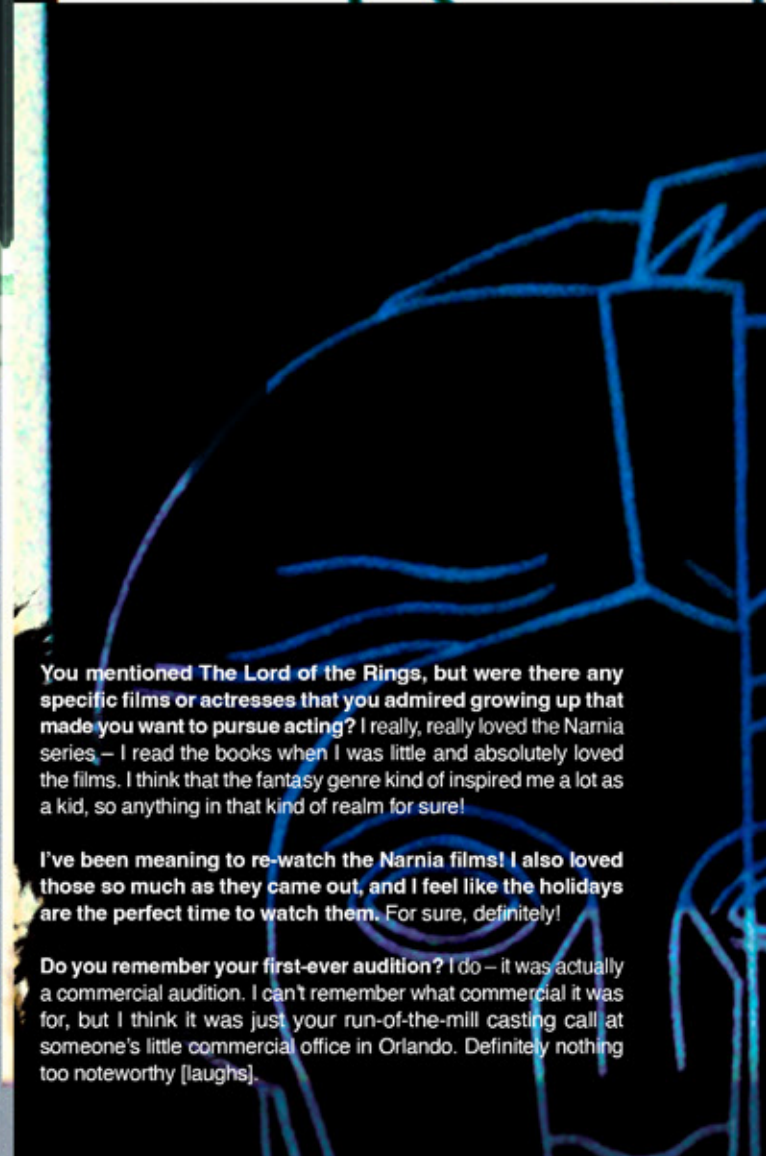 You mentioned The Lord of the Rings, but were there any
specific films or actresses that you admired growing up that
made you want to pursue acting? I really, really loved the Narnia
series – I read the books when I was little and absolutely loved
the films. I think that the fantasy genre kind of inspired me a lot as
a kid, so anything in that kind of realm for sure!
I've been meaning to re-watch the Narnia films! I also loved
those so much as they came out, and I feel like the holidays
are the perfect time to watch them. For sure, definitely!
Do you remember your first-ever audition? I do – it was actually
a commercial audition. I can't remember what commercial it was
for, but I think it was just your run-of-the-mill casting call at
someone's little commercial office in Orlando. Definitely nothing
too noteworthy [laughs].